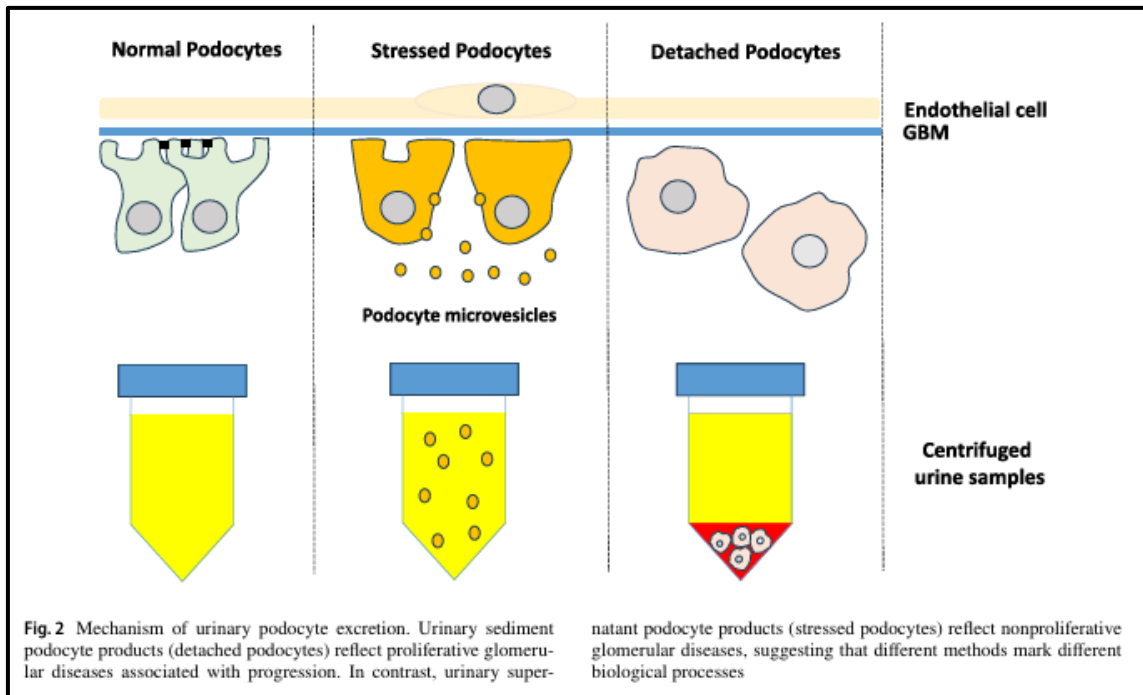 Normal Podocytes
Stressed Podocytes
Detached Podocytes
Endothelial cell
GBM
Podocyte microvesicles
Centrifuged
urine samples
Fig. 2 Mechanism of urinary podocyte excretion. Urinary sediment
podocyte products (detached podocytes) reflect proliferative glomeru-
lar diseases associated with progression. In contrast, urinary super-
natant podocyte products (stressed podocytes) reflect nonproliferative
glomerular diseases, suggesting that different methods mark different
biological processes